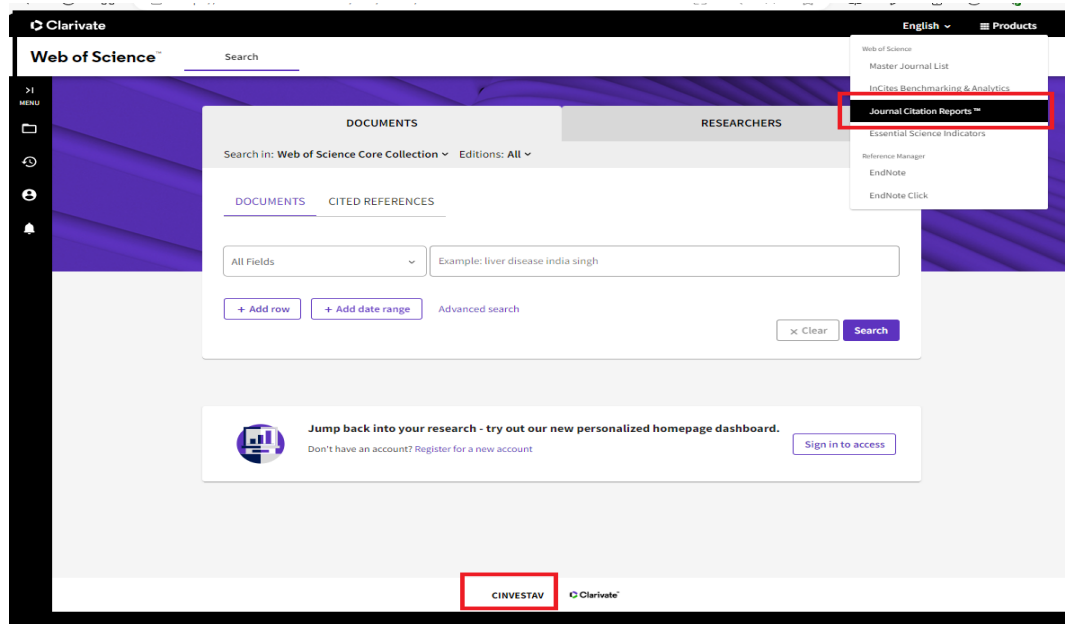 Clarivate
English
Products
Web of Science™
Search
Web of Science
Master Journal List
InCites Benchmarking & Analytics
Journal Citation Reports ™
Essential Science Indicators
Reference Manager
EndNote
EndNote Click
MENU
DOCUMENTS
RESEARCHERS
Search in: Web of Science Core Collection Editions: All
DOCUMENTS CITED REFERENCES
All Fields
Example: liver disease india singh
+ Add row
+ Add date range
Advanced search
× Clear
Search
Jump back into your research - try out our new personalized homepage dashboard.
Don't have an account? Register for a new account
Sign in to access
CINVESTAV
Clarivate™